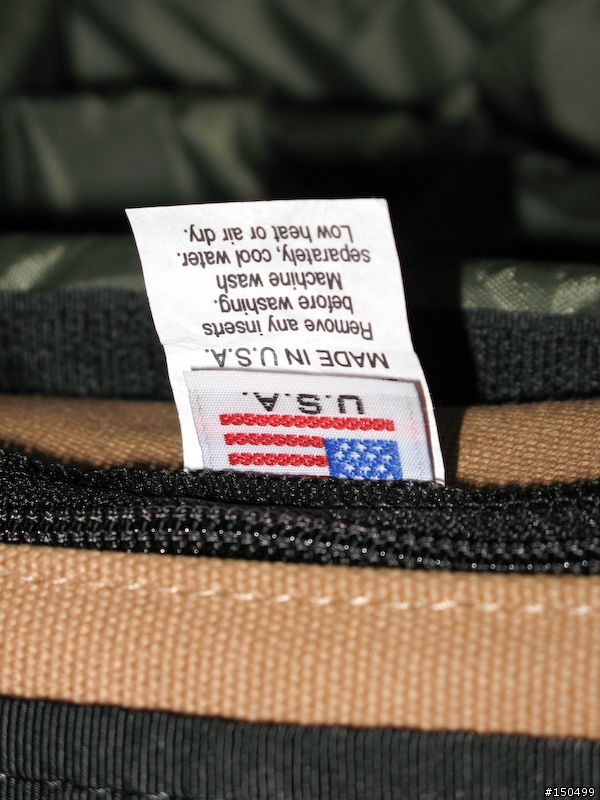 U.S.A.
MADE IN U.S.A.
Remove any inserts
before washing.
Machine wash
separately, cool water.
Low heat or air dry.
#150499